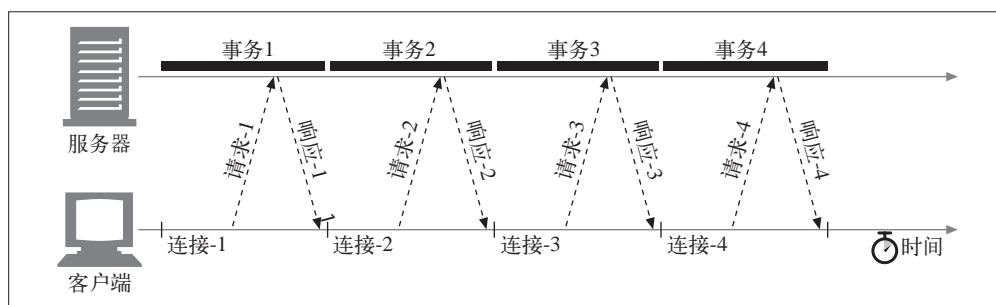 事务1
事务2
事务3
事务4
服务器
请求-1
响应-1
请求-2
响应-2
请求-3
响应-3
请求-4
响应-4
连接-1
连接-2
连接-3
连接-4
时间
客户端